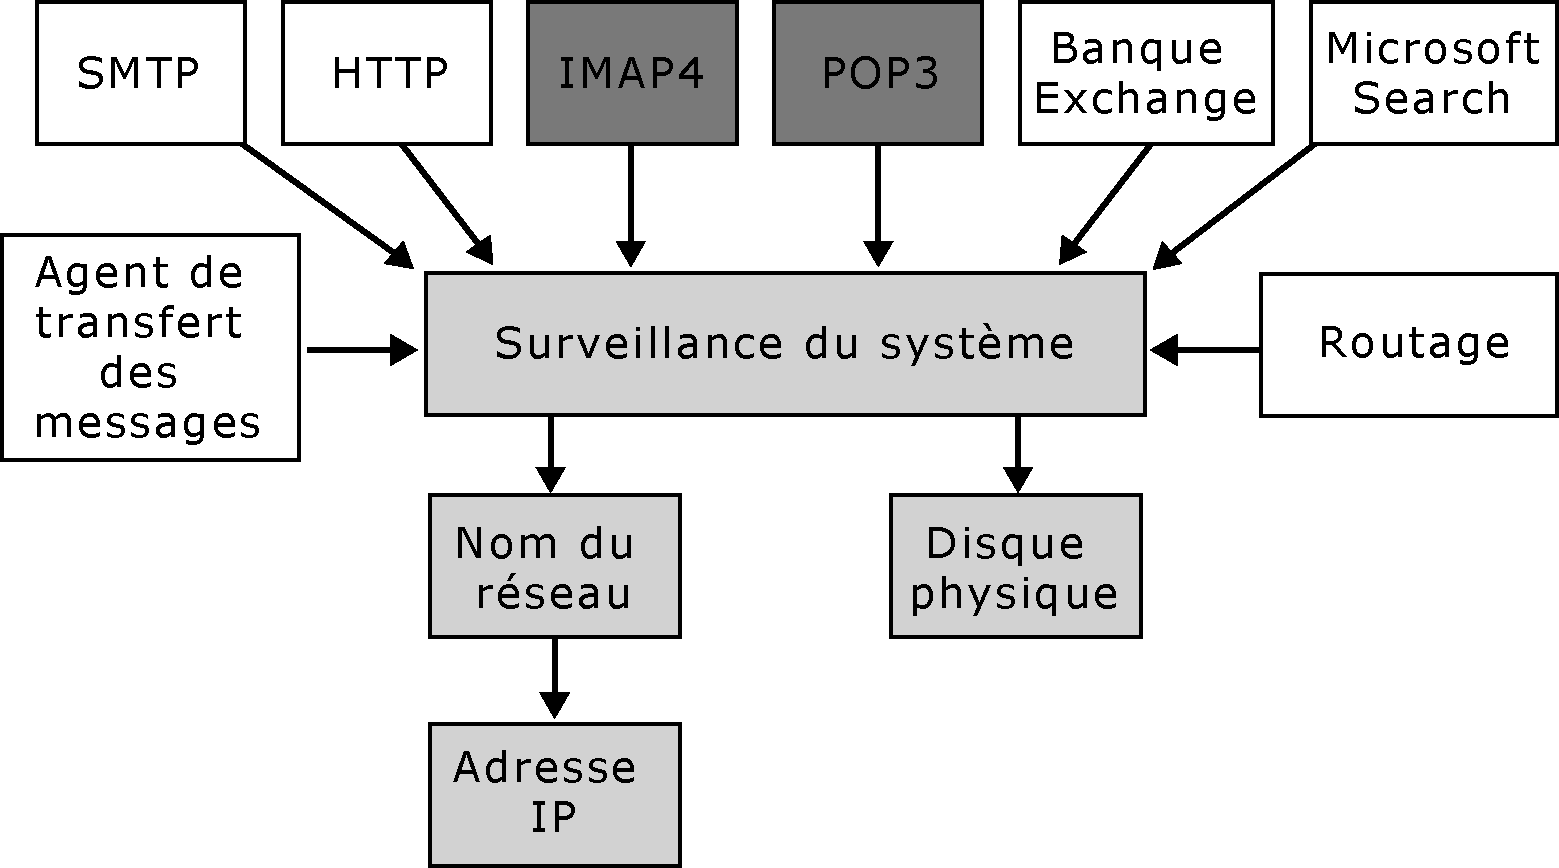 SMTP
HTTP
IMAP4
POP3
Banque
Exchange
Microsoft
Search
Agent de
transfert
des
messages
Surveillance du système
Routage
Nom du
réseau
Disque
physique
Adresse
IP